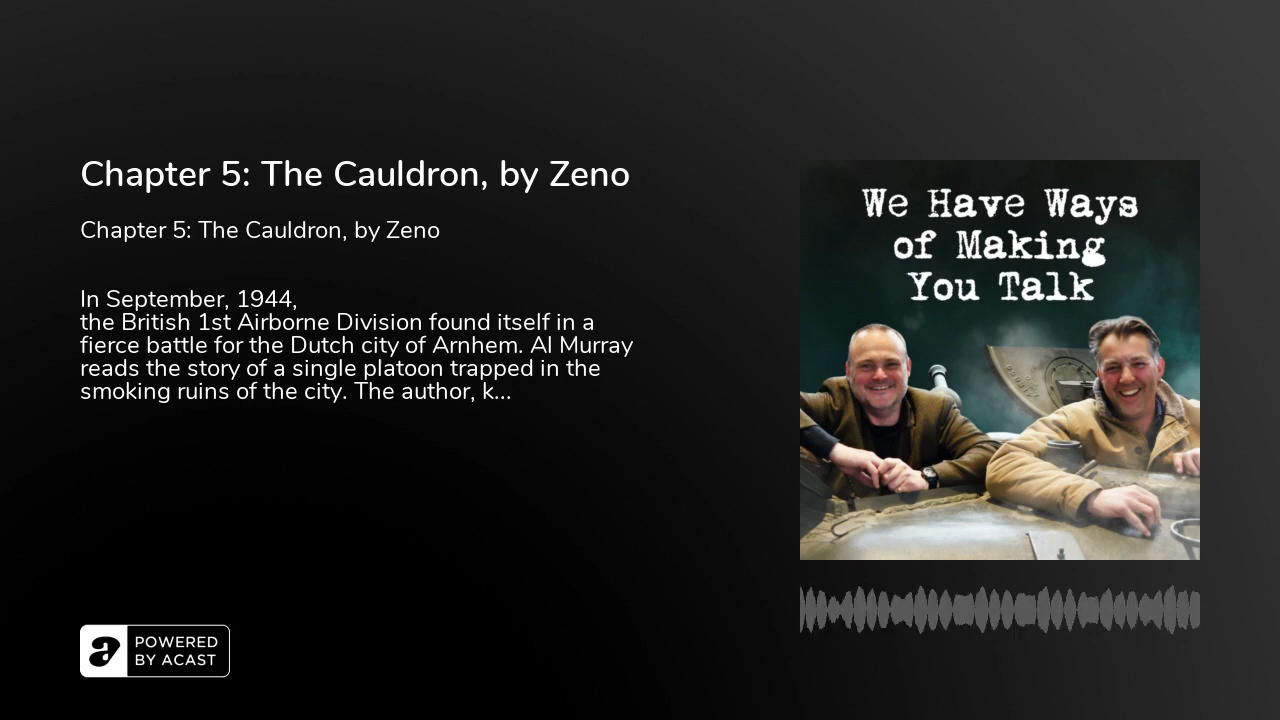 Chapter 5: The Cauldron, by Zeno
Chapter 5: The Cauldron, by Zeno
In September, 1944,
the British 1st Airborne Division found itself in a
fierce battle for the Dutch city of Arnhem. Al Murray
reads the story of a single platoon trapped in the
smoking ruins of the city. The author, k...
We Have Ways
of Making
You Talk
a
POWERED
BY ACAST